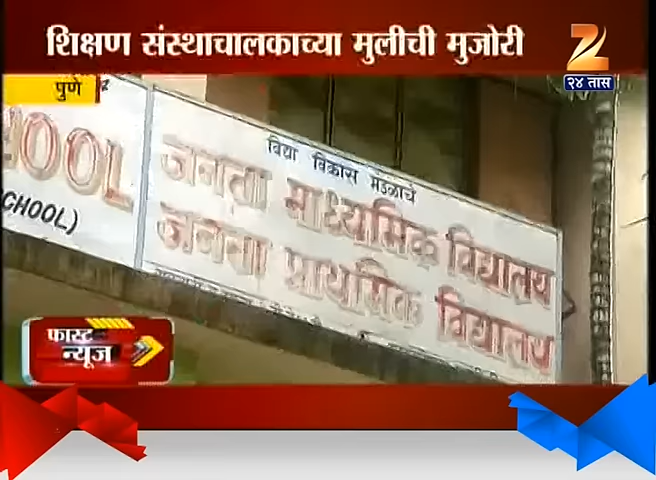 शिक्षण संस्थाचालकाच्या मुलीची मुजोरी
२४ तास
पुणे
OOL
CHOOL)
विद्या विकास मंडळाचे
जनता माध्यमिक विद्यालय
जनता प्राथमिक विद्यालय
फास्ट
न्यूज